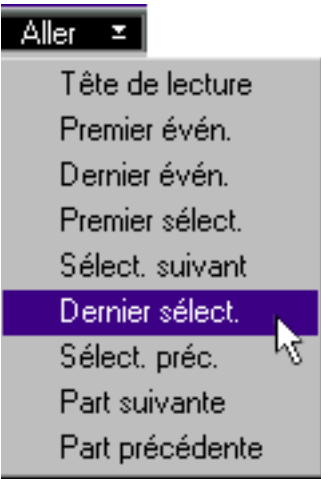 Aller
Tête de lecture
Premier évén.
Dernier évén.
Premier sélect.
Sélect. suivant
Dernier sélect.
Sélect. préc.
Part suivante
Part précédente